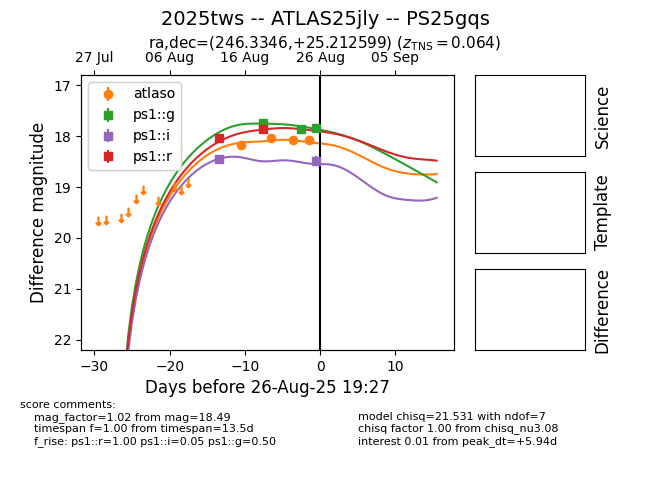 2025tws -- ATLAS25jly -- PS25gqs
ra,dec=(246.3346,+25.212599) (z_TNS = 0.064)
27 Jul 06 Aug 16 Aug 26 Aug 05 Sep
atlaso
ps1::g
ps1::i
ps1::r
17
18
19
20
21
22
Difference magnitude
−30 −20 −10 0 10
Days before 26-Aug-25 19:27
Science
Template
Difference
score comments:
mag_factor=1.02 from mag=18.49
timespan f=1.00 from timespan=13.5d
f_rise: ps1::r=1.00 ps1::i=0.05 ps1::g=0.50
model chisq=21.531 with ndof=7
chisq factor 1.00 from chisq_nu3.08
interest 0.01 from peak_dt=+5.94d